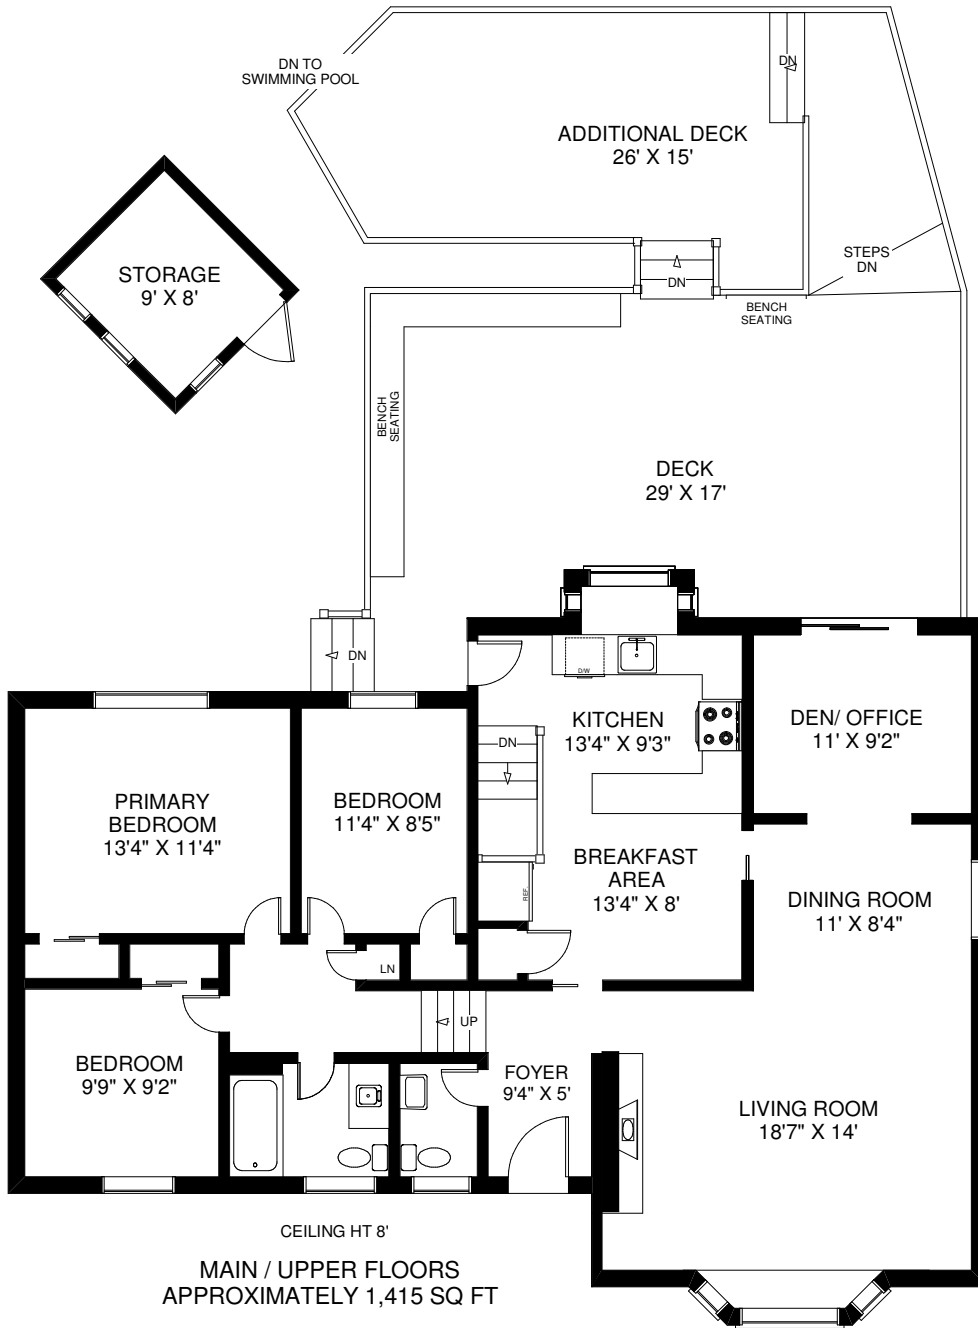 DN TO
SWIMMING POOL
DN
ADDITIONAL DECK
26' X 15'
STORAGE
9' X 8'
STEPS
DN
DN
BENCH
SEATING
BENCH
SEATING
DECK
29' X 17'
DN
D/W
KITCHEN
13'4" X 9'3"
DN
DEN/ OFFICE
11' X 9'2"
PRIMARY
BEDROOM
13'4" X 11'4"
BEDROOM
11'4" X 8'5"
BREAKFAST
AREA
13'4" X 8'
REF.
DINING ROOM
11' X 8'4"
LN
UP
BEDROOM
9'9" X 9'2"
FOYER
9'4" X 5'
LIVING ROOM
18'7" X 14'
CEILING HT 8'
MAIN / UPPER FLOORS
APPROXIMATELY 1,415 SQ FT